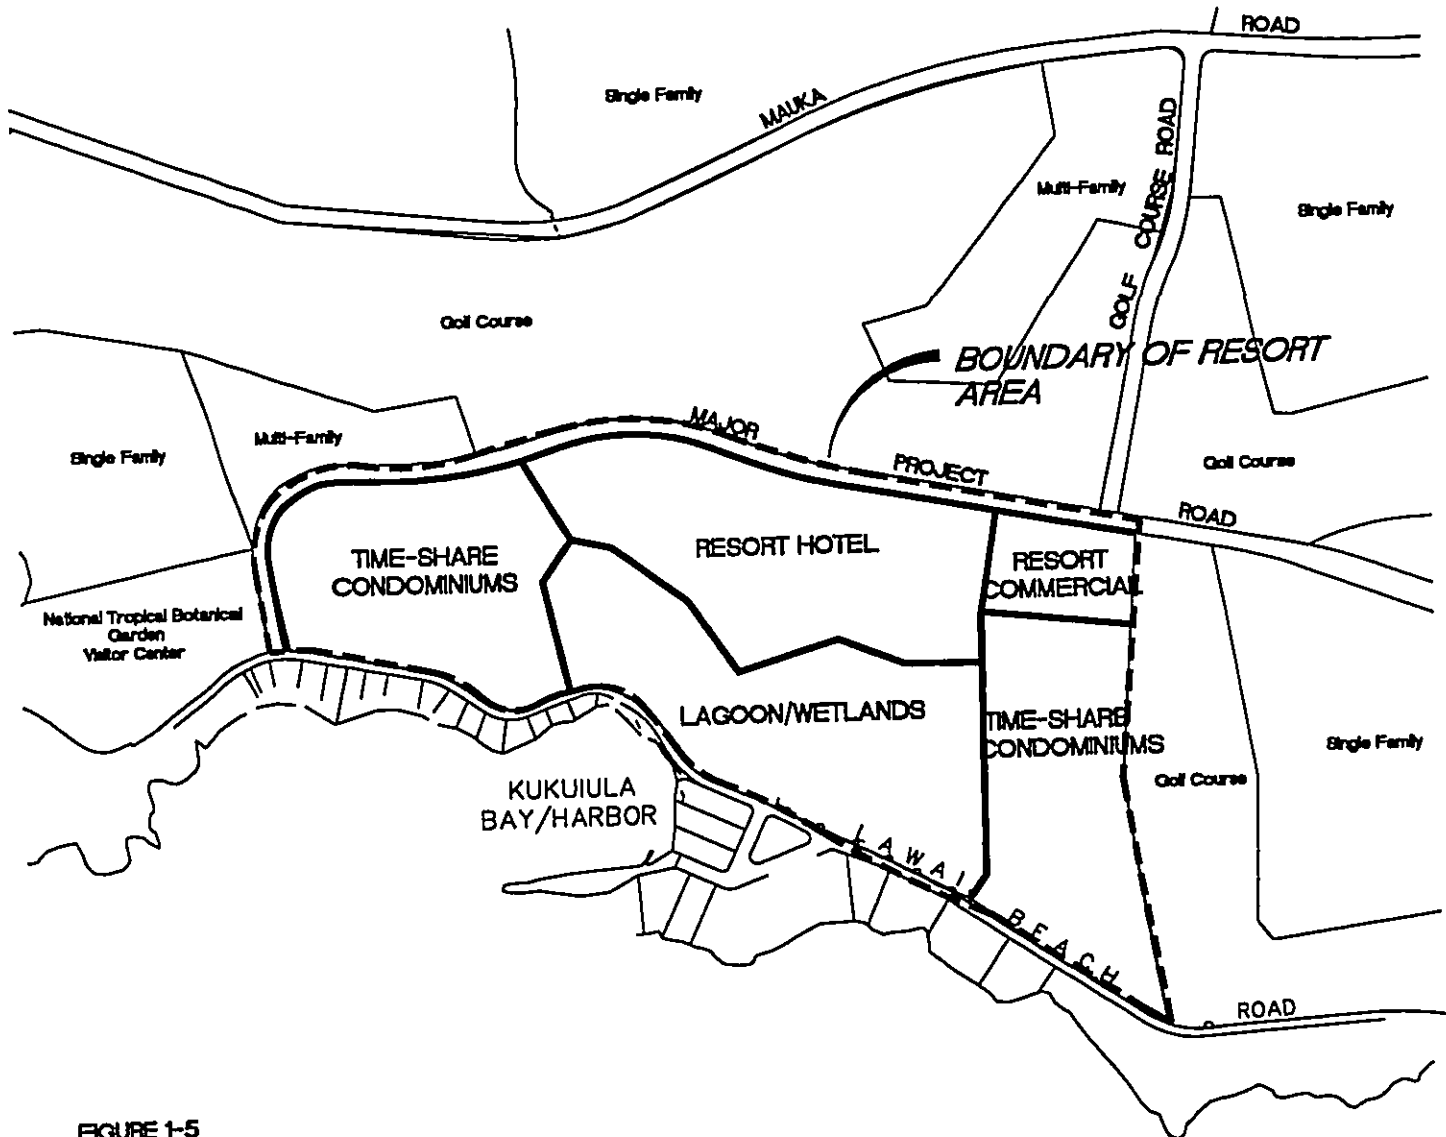 ROAD
Single Family
MAUKA
GOLF COURSE ROAD
Multi-Family
Single Family
Golf Course
BOUNDARY OF RESORT
AREA
MAJOR
PROJECT
ROAD
Multi-Family
Single Family
Golf Course
TIME-SHARE
CONDOMINIUMS
RESORT HOTEL
RESORT
COMMERCIAL
National Tropical Botanical
Garden
Visitor Center
LAGOON/WETLANDS
TIME-SHARE
CONDOMINIUMS
Single Family
Golf Course
KUKUIULA
BAY/HARBOR
LAWAI BEACH
ROAD
FIGURE 1-5